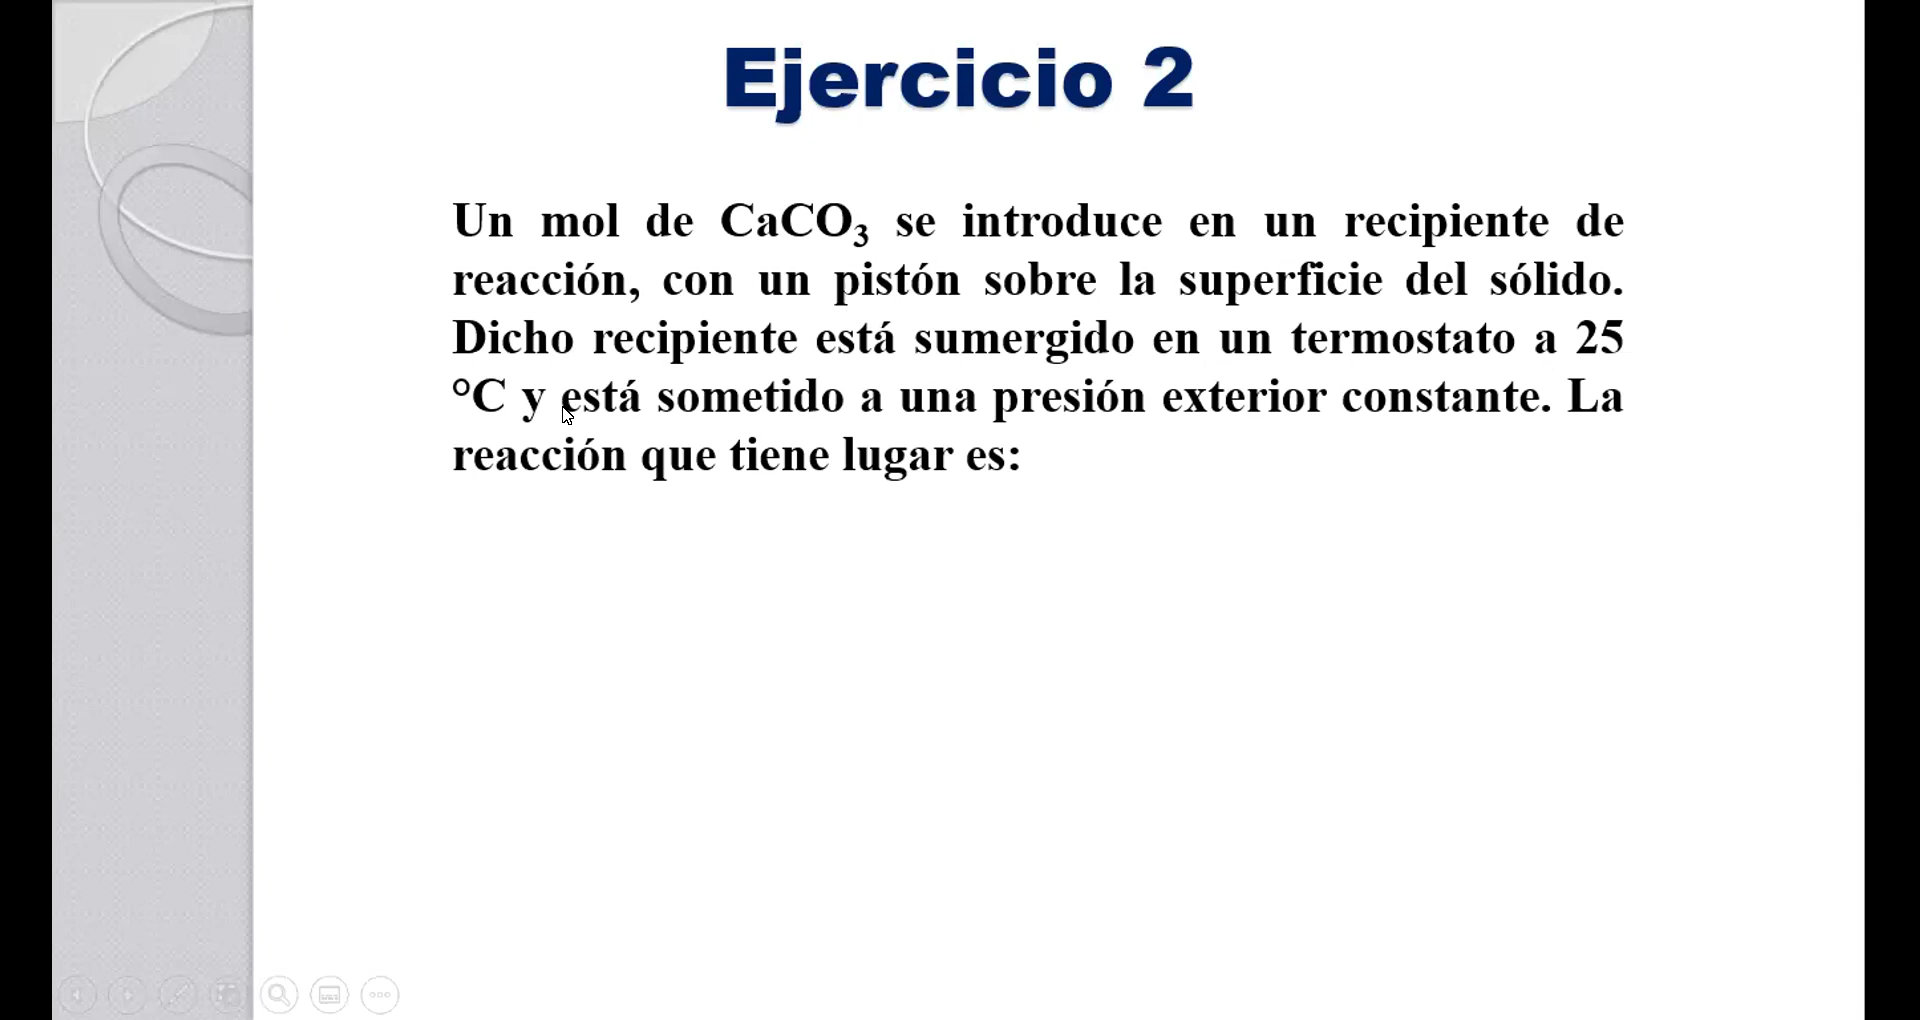 Ejercicio 2
Un mol de CaCO₃ se introduce en un recipiente de
reacción, con un pistón sobre la superficie del sólido.
Dicho recipiente está sumergido en un termostato a 25
°C y está sometido a una presión exterior constante. La
reacción que tiene lugar es: